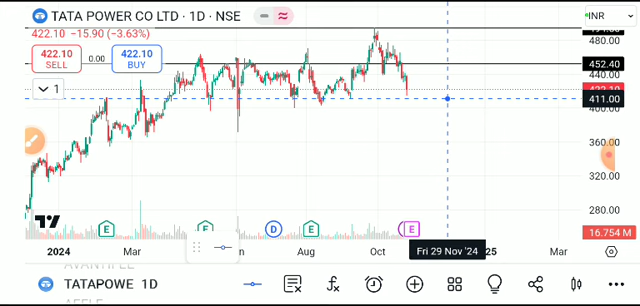 TATA POWER CO LTD · 1D · NSE
INR
422.10 −15.90 (−3.63%)
480.00
422.10 SELL 0.00 422.10 BUY
452.40
440.00
1
422.10
411.00
400.00
360.00
320.00
280.00
E E D E E
16.754 M
2024 Mar Aug Oct Fri 29 Nov '24 Mar
TATAPOWE 1D